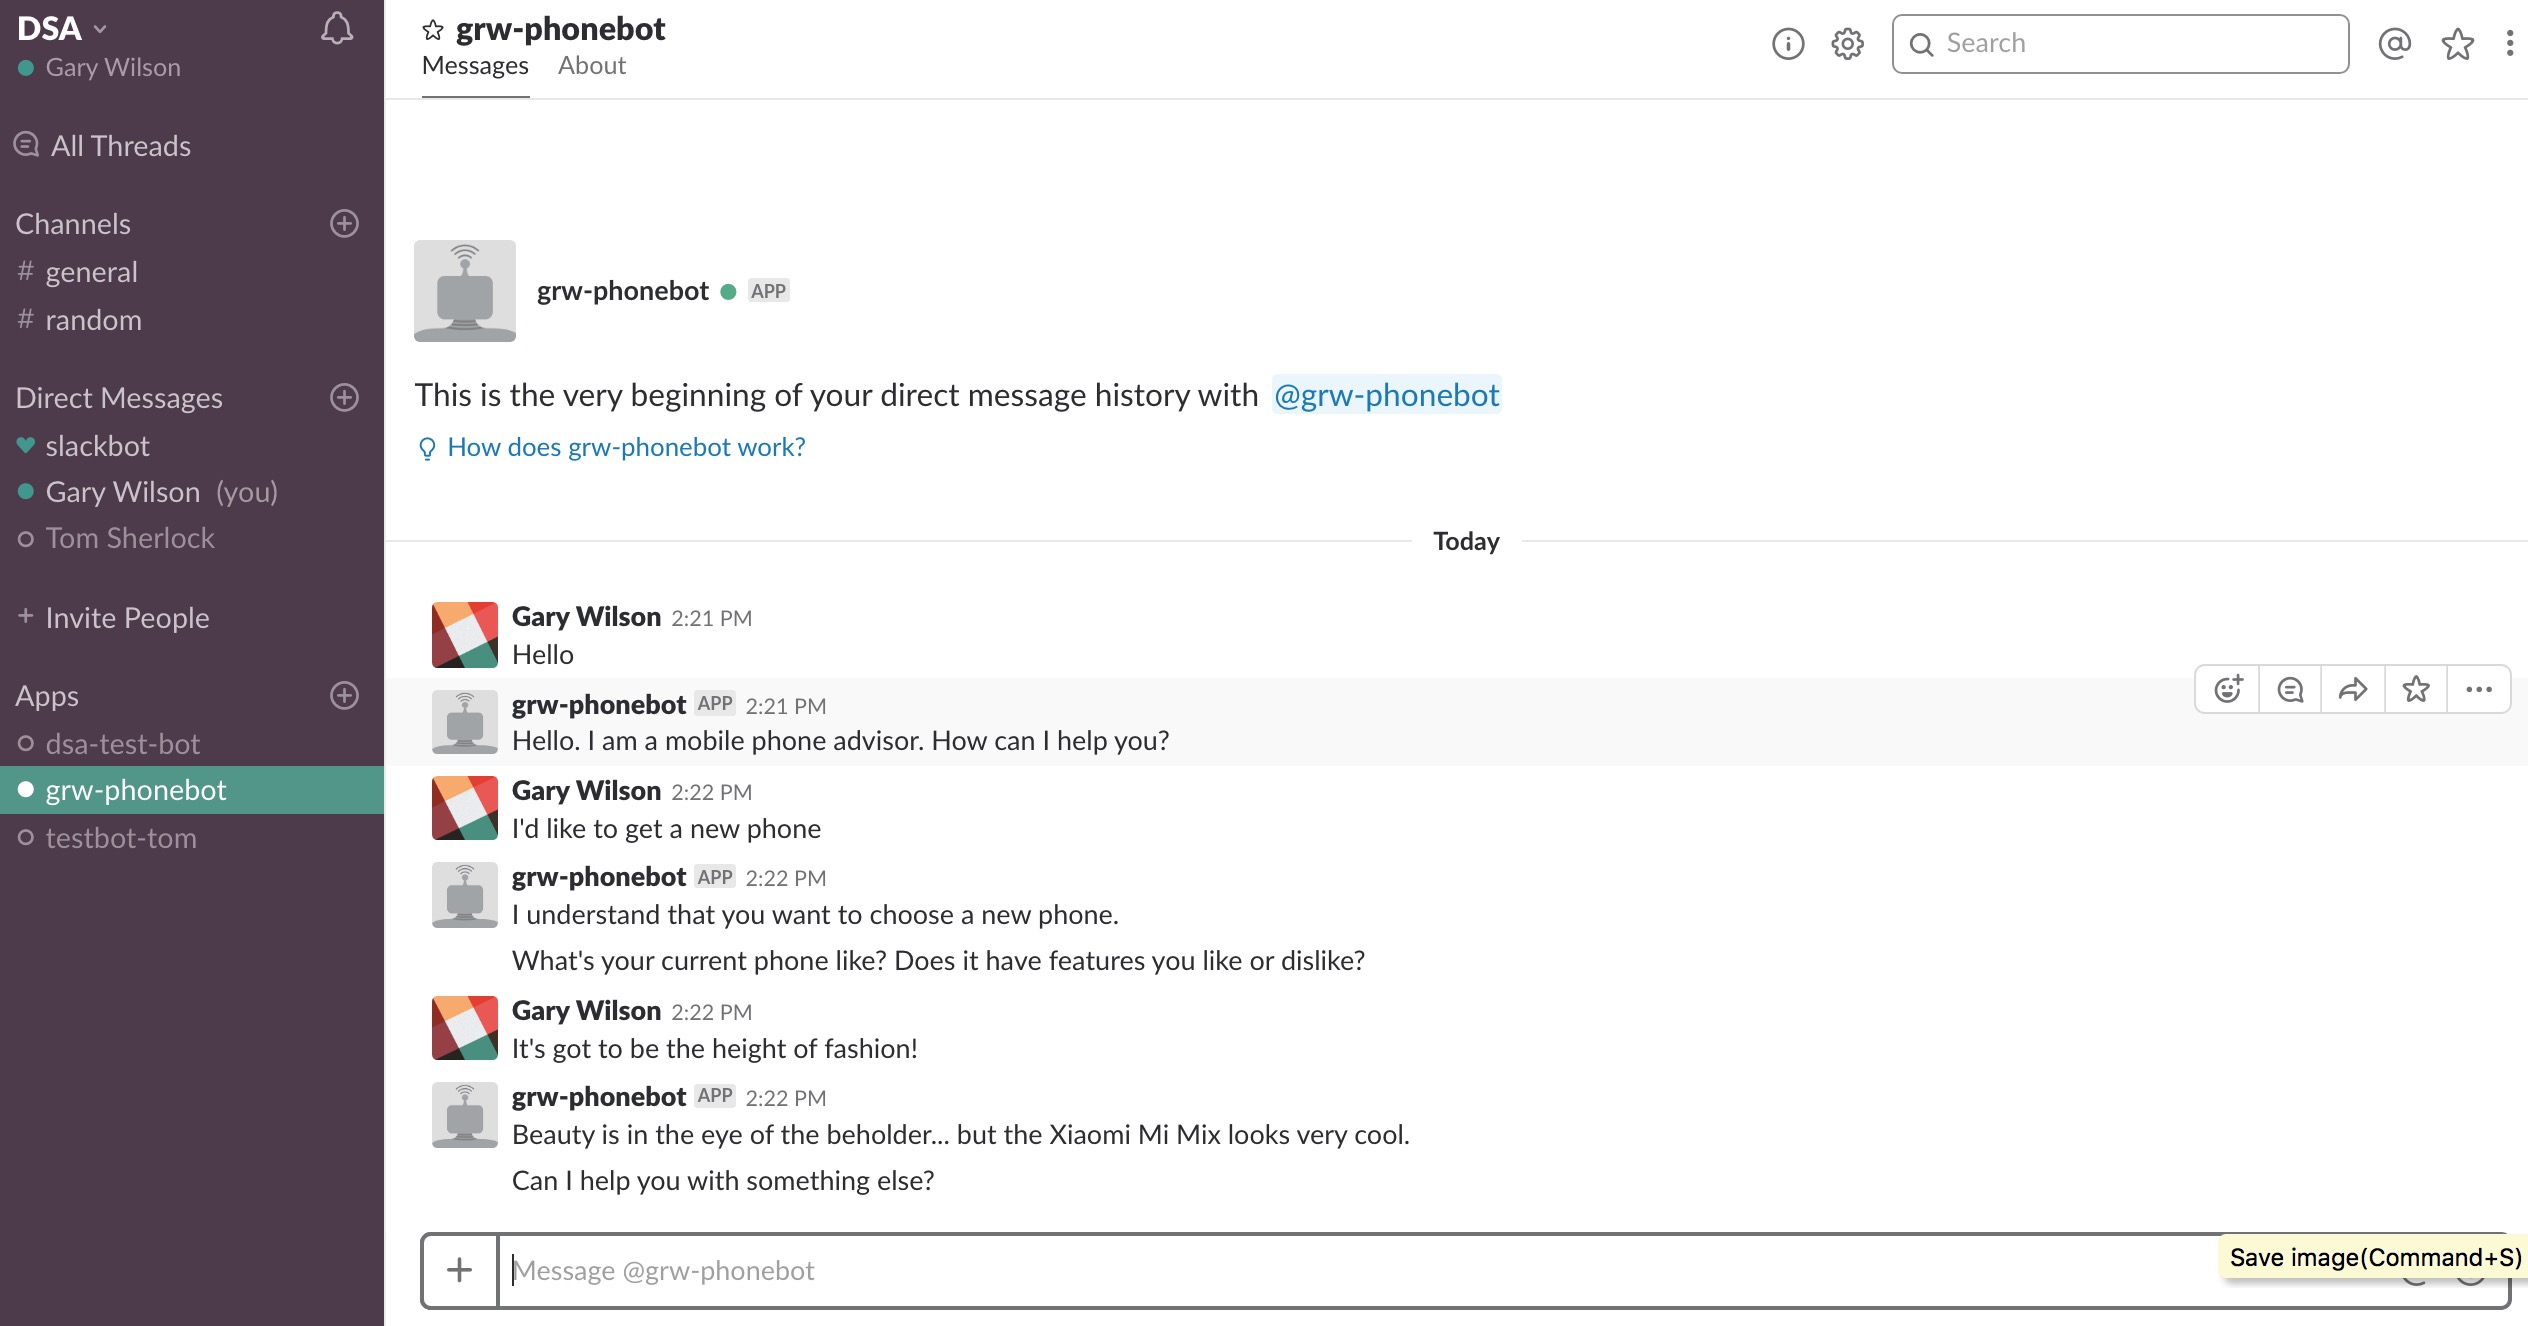 DSA
Gary Wilson
All Threads
Channels
# general
# random
Direct Messages
slackbot
Gary Wilson (you)
Tom Sherlock
+ Invite People
Apps
dsa-test-bot
grw-phonebot
testbot-tom
grw-phonebot
Messages About
Search
grw-phonebot APP
This is the very beginning of your direct message history with @grw-phonebot
How does grw-phonebot work?
Today
Gary Wilson 2:21 PM
Hello
grw-phonebot APP 2:21 PM
Hello. I am a mobile phone advisor. How can I help you?
Gary Wilson 2:22 PM
I'd like to get a new phone
grw-phonebot APP 2:22 PM
I understand that you want to choose a new phone.
What's your current phone like? Does it have features you like or dislike?
Gary Wilson 2:22 PM
It's got to be the height of fashion!
grw-phonebot APP 2:22 PM
Beauty is in the eye of the beholder... but the Xiaomi Mi Mix looks very cool.
Can I help you with something else?
Message @grw-phonebot
Save image(Command+S)